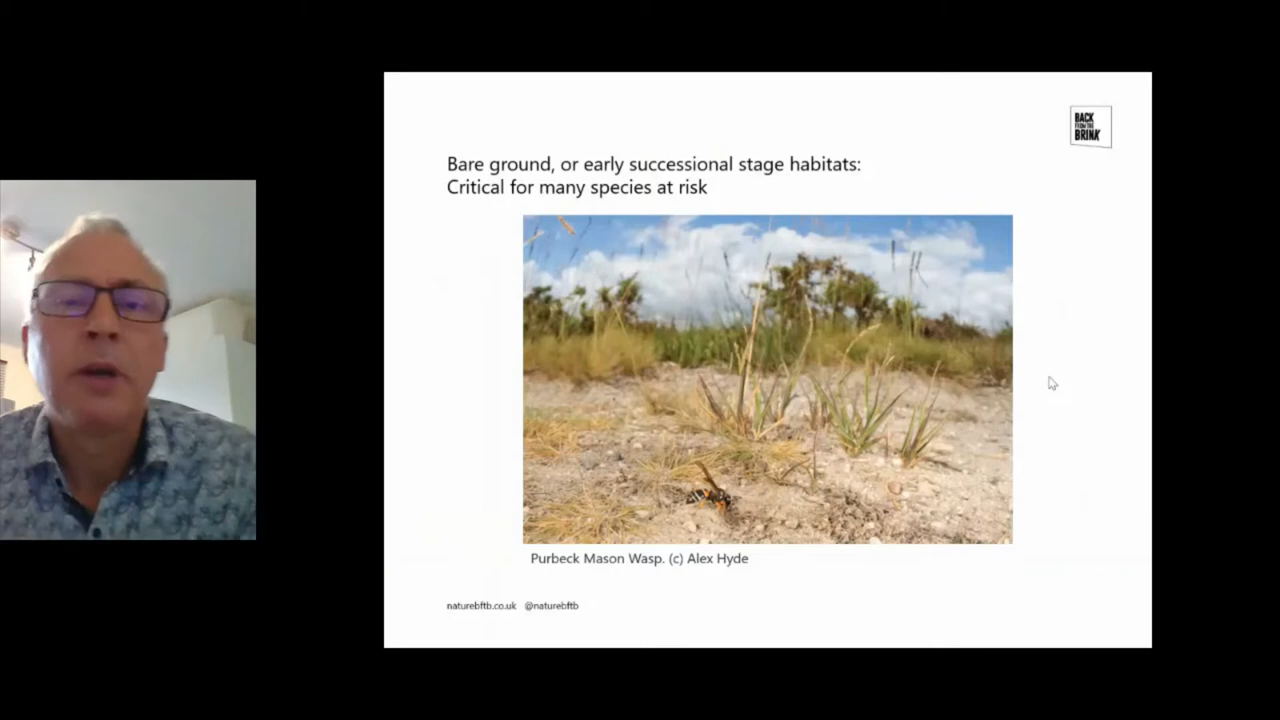 BACK
FROM THE
BRINK
Bare ground, or early successional stage habitats:
Critical for many species at risk
Purbeck Mason Wasp. (c) Alex Hyde
naturebftb.co.uk @naturebftb